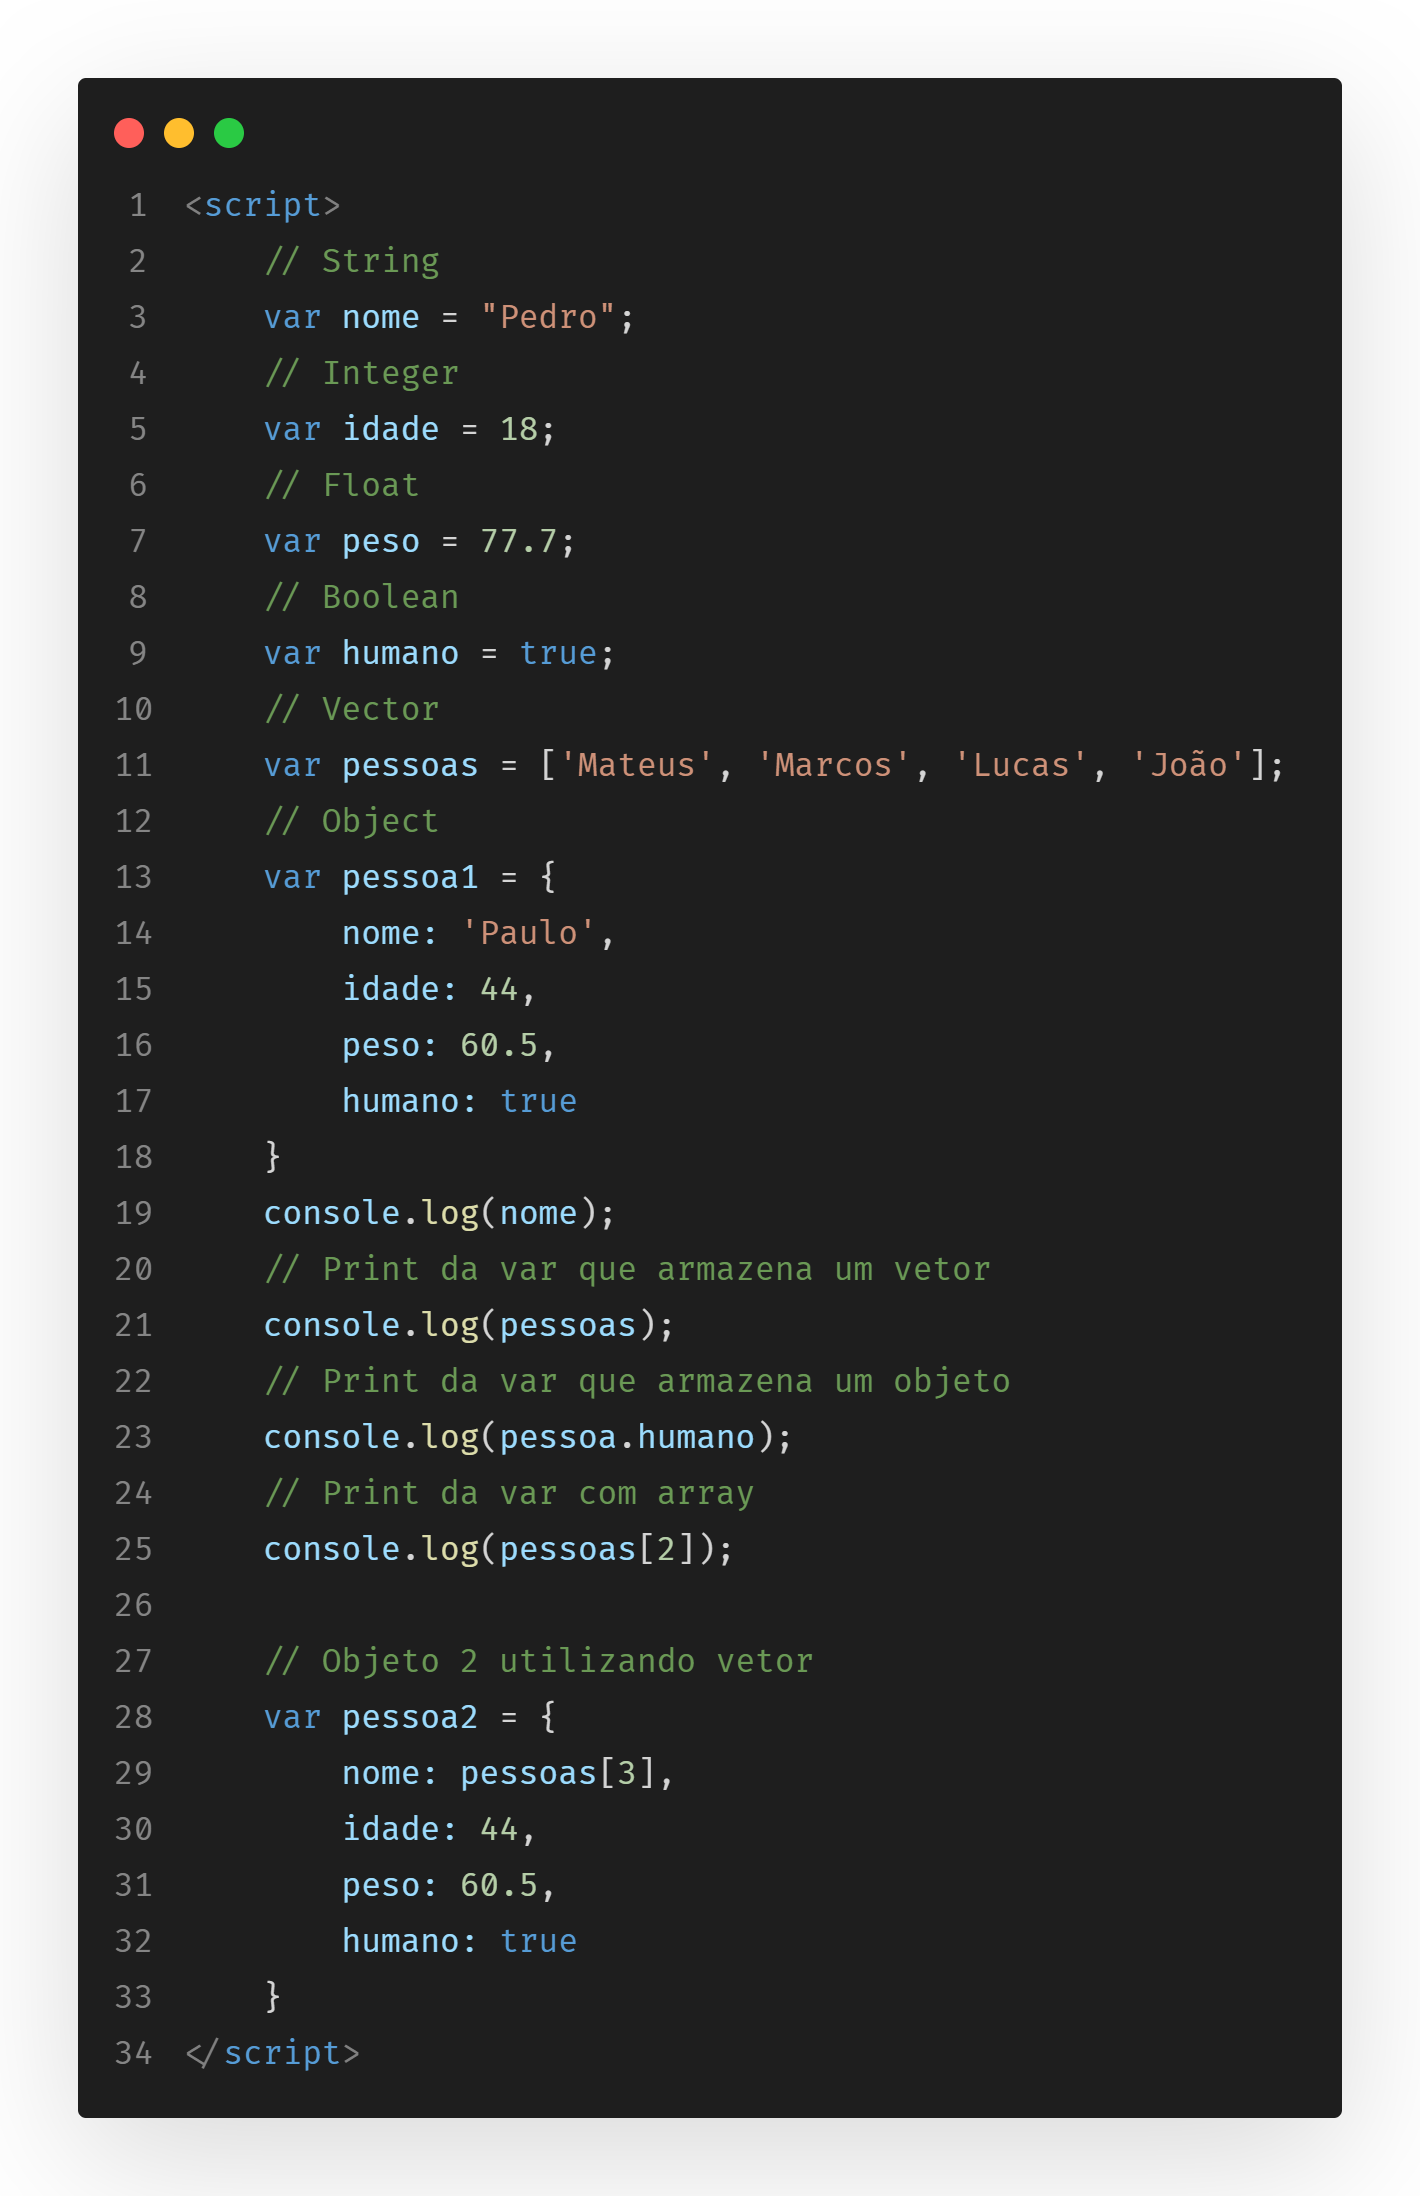 1 <script>
2 // String
3 var nome = "Pedro";
4 // Integer
5 var idade = 18;
6 // Float
7 var peso = 77.7;
8 // Boolean
9 var humano = true;
10 // Vector
11 var pessoas = ['Mateus', 'Marcos', 'Lucas', 'João'];
12 // Object
13 var pessoa1 = {
14 nome: 'Paulo',
15 idade: 44,
16 peso: 60.5,
17 humano: true
18 }
19 console.log(nome);
20 // Print da var que armazena um vetor
21 console.log(pessoas);
22 // Print da var que armazena um objeto
23 console.log(pessoa.humano);
24 // Print da var com array
25 console.log(pessoas[2]);
26
27 // Objeto 2 utilizando vetor
28 var pessoa2 = {
29 nome: pessoas[3],
30 idade: 44,
31 peso: 60.5,
32 humano: true
33 }
34 </script>